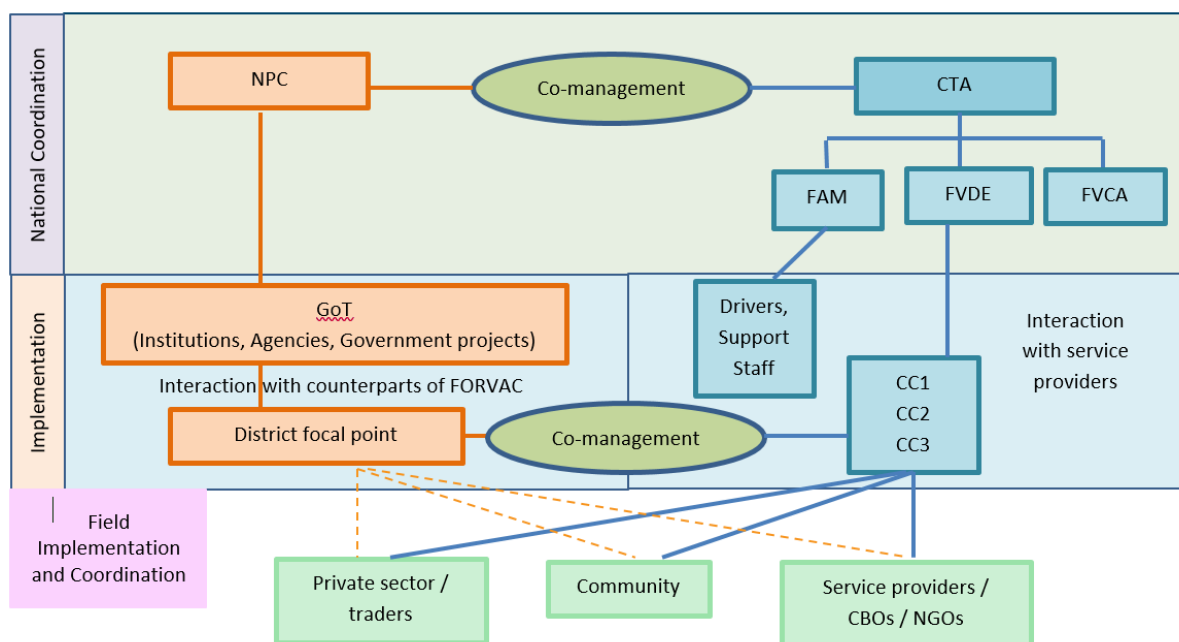 National Coordination
NPC
Co-management
CTA
FAM
FVDE
FVCA
Implementation
GoT
(Institutions, Agencies, Government projects)
Drivers,
Support
Staff
Interaction
with service
providers
Interaction with counterparts of FORVAC
CC1
CC2
CC3
District focal point
Co-management
Field
Implementation
and Coordination
Private sector /
traders
Community
Service providers /
CBOs / NGOs